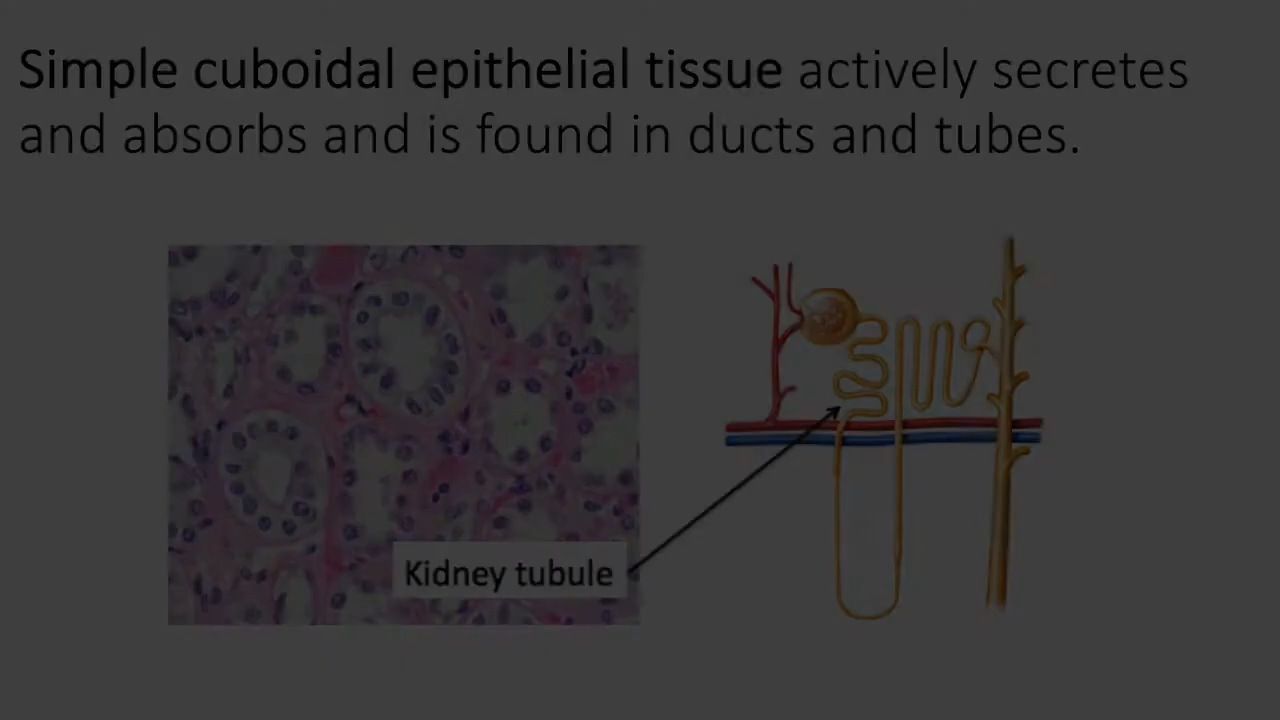 Simple cuboidal epithelial tissue actively secretes
and absorbs and is found in ducts and tubes.
Kidney tubule